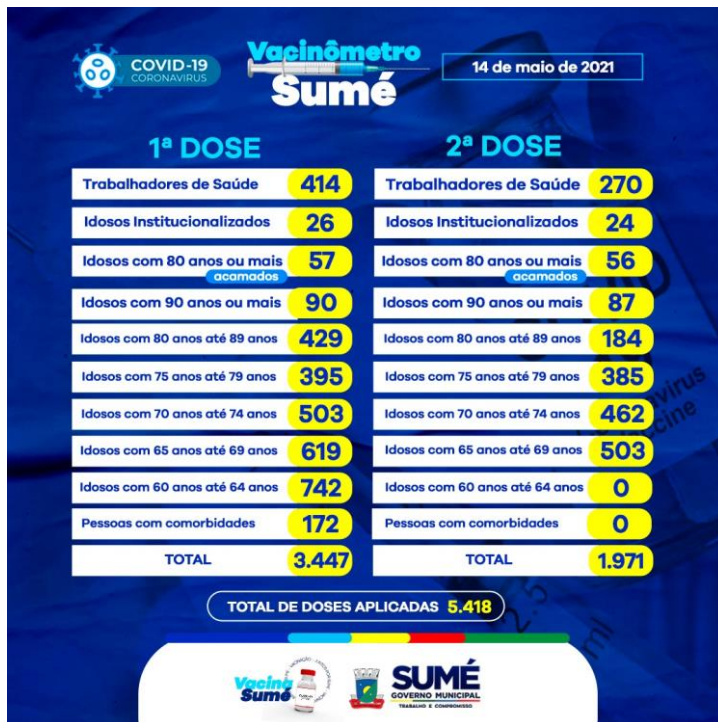 COVID-19
CORONAVIRUS
Vacinômetro
Sumé
14 de maio de 2021
1ª DOSE
Trabalhadores de Saúde 414
Idosos Institucionalizados 26
Idosos com 80 anos ou mais 57
acamados
Idosos com 90 anos ou mais 90
Idosos com 80 anos até 89 anos 429
Idosos com 75 anos até 79 anos 395
Idosos com 70 anos até 74 anos 503
Idosos com 65 anos até 69 anos 619
Idosos com 60 anos até 64 anos 742
Pessoas com comorbidades 172
TOTAL 3.447
2ª DOSE
Trabalhadores de Saúde 270
Idosos Institucionalizados 24
Idosos com 80 anos ou mais 56
acamados
Idosos com 90 anos ou mais 87
Idosos com 80 anos até 89 anos 184
Idosos com 75 anos até 79 anos 385
Idosos com 70 anos até 74 anos 462
Idosos com 65 anos até 69 anos 503
Idosos com 60 anos até 64 anos 0
Pessoas com comorbidades 0
TOTAL 1.971
TOTAL DE DOSES APLICADAS 5.418
2.5 ml
Vacina
Sumé
SUMÉ
GOVERNO MUNICIPAL
TRABALHO E COMPROMISSO